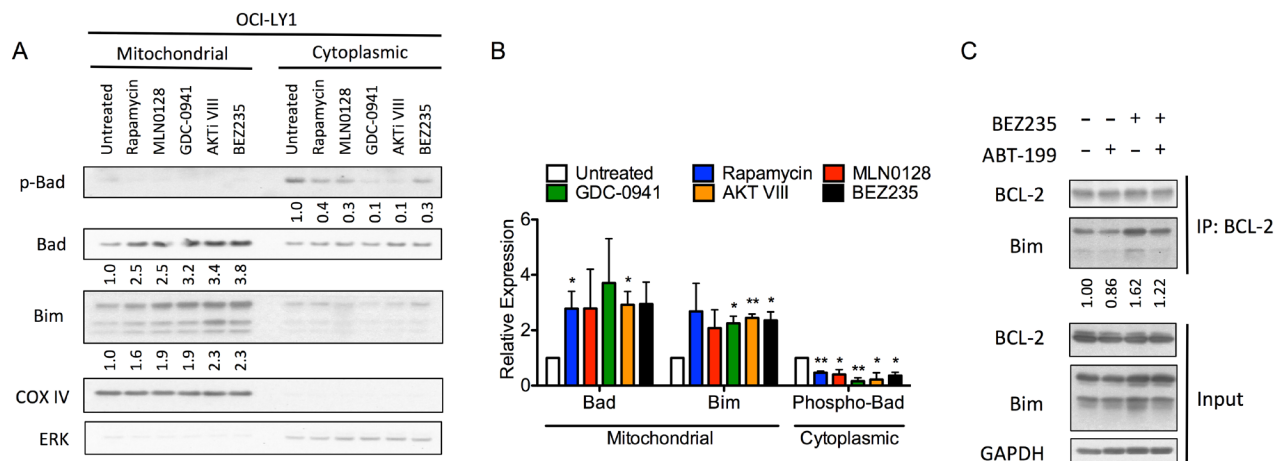 A
OCI-LY1
Mitochondrial Cytoplasmic
Untreated Rapamycin MLN0128 GDC-0941 AKTi VIII BEZ235 Untreated Rapamycin MLN0128 GDC-0941 AKTi VIII BEZ235
p-Bad
1.0 0.4 0.3 0.1 0.1 0.3
Bad
1.0 2.5 2.5 3.2 3.4 3.8
Bim
1.0 1.6 1.9 1.9 2.3 2.3
COX IV
ERK
B
Untreated Rapamycin MLN0128
GDC-0941 AKT VIII BEZ235
Relative Expression
6
4
2
0
* * * ** * ** * ** * *
Bad Bim Phospho-Bad
Mitochondrial Cytoplasmic
C
BEZ235 - - + +
ABT-199 - + - +
BCL-2
Bim
IP: BCL-2
1.00 0.86 1.62 1.22
BCL-2
Bim
GAPDH
Input